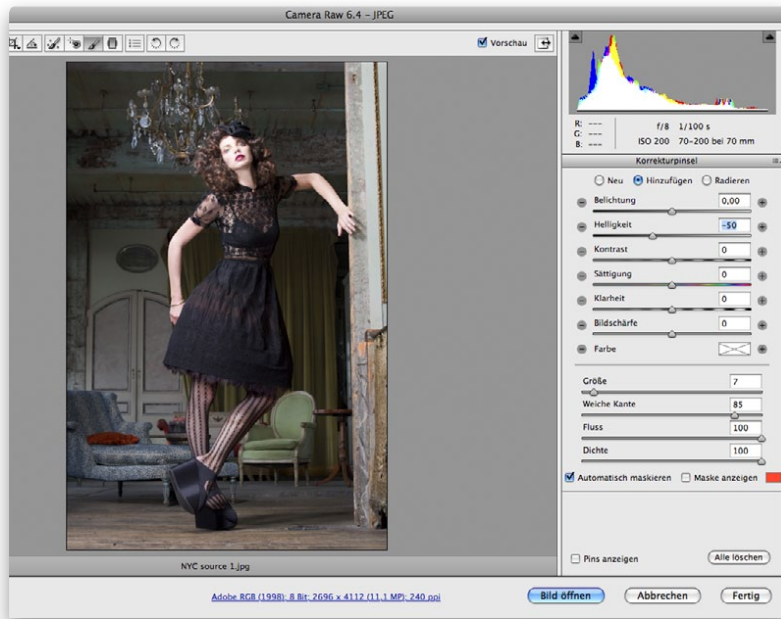 Camera Raw 6.4 – JPEG
Vorschau
R: ---
G: ---
B: ---
f/8 1/100 s
ISO 200 70-200 bei 70 mm
Korrekturpinsel
Neu Hinzufügen Radieren
Belichtung 0,00
Helligkeit -50
Kontrast 0
Sättigung 0
Klarheit 0
Bildschärfe 0
Farbe
Größe 7
Weiche Kante 85
Fluss 100
Dichte 100
Automatisch maskieren Maske anzeigen
Pins anzeigen Alle löschen
NYC source 1.jpg
Adobe RGB (1998); 8 Bit; 2696 x 4112 (11,1 MP); 240 ppi
Bild öffnen Abbrechen Fertig